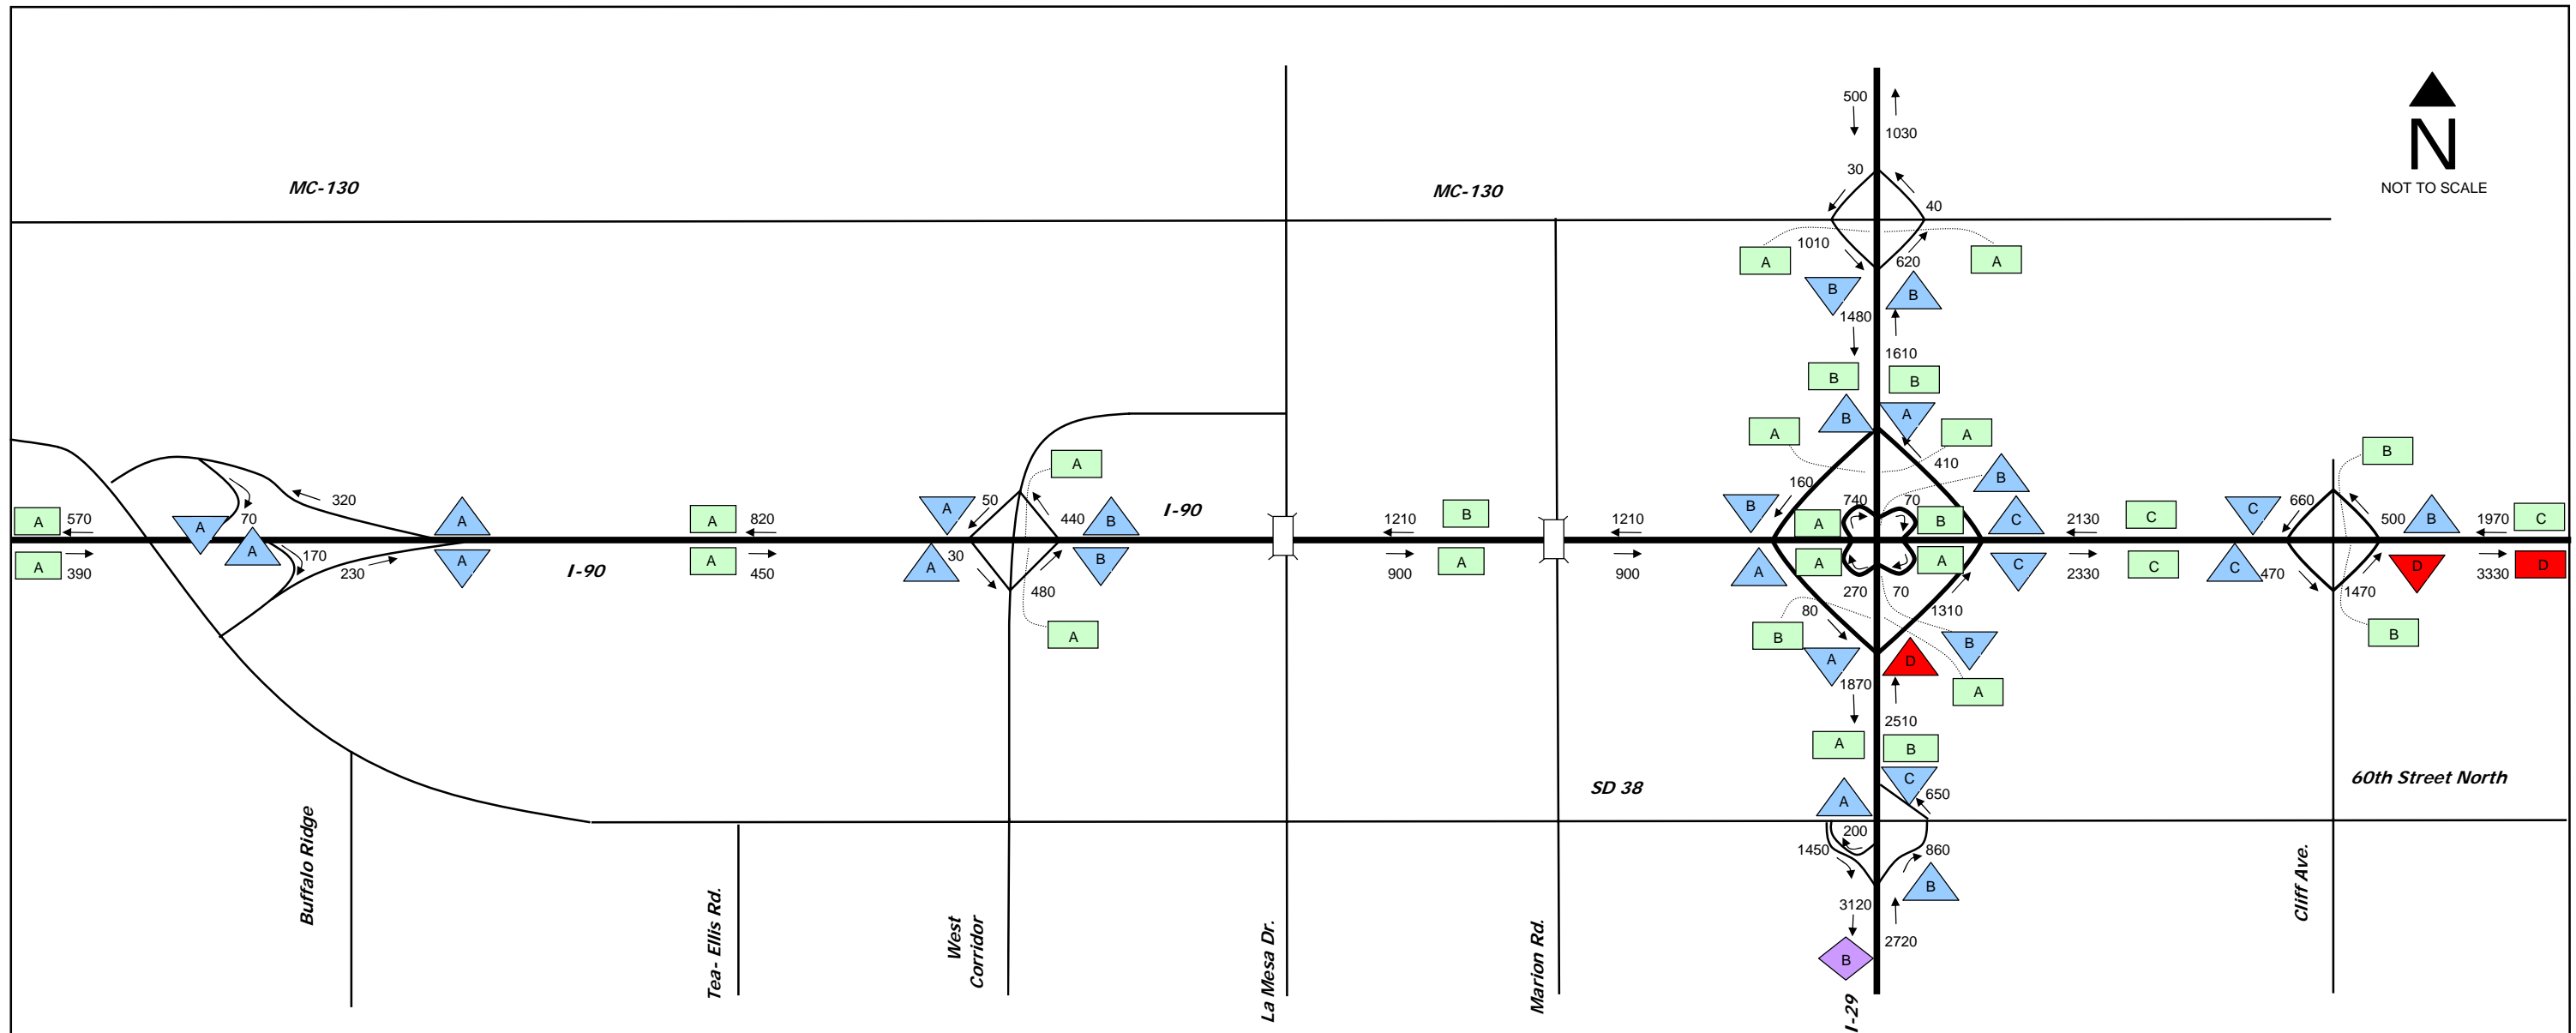 500
1030
N
NOT TO SCALE
MC-130
MC-130
30
40
1010
620
A
A
B
B
1480
1610
B
B
B
A
A
A
410
A
I-90
160
740
70
B
320
A
A
50
440
B
B
A
B
C
C
660
C
500
B
B
A
570
70
A
820
1210
B
1210
2130
1970
C
A
390
A
170
230
A
I-90
A
450
A
30
480
B
900
A
900
A
A
A
270
70
1310
C
2330
C
C
470
1470
D
3330
D
A
80
B
A
D
B
B
1870
A
2510
A
B
SD 38
60th Street North
C
A
650
200
1450
860
B
3120
2720
B
Buffalo Ridge
Tea- Ellis Rd.
West
Corridor
La Mesa Dr.
Marion Rd.
I-29
Cliff Ave.